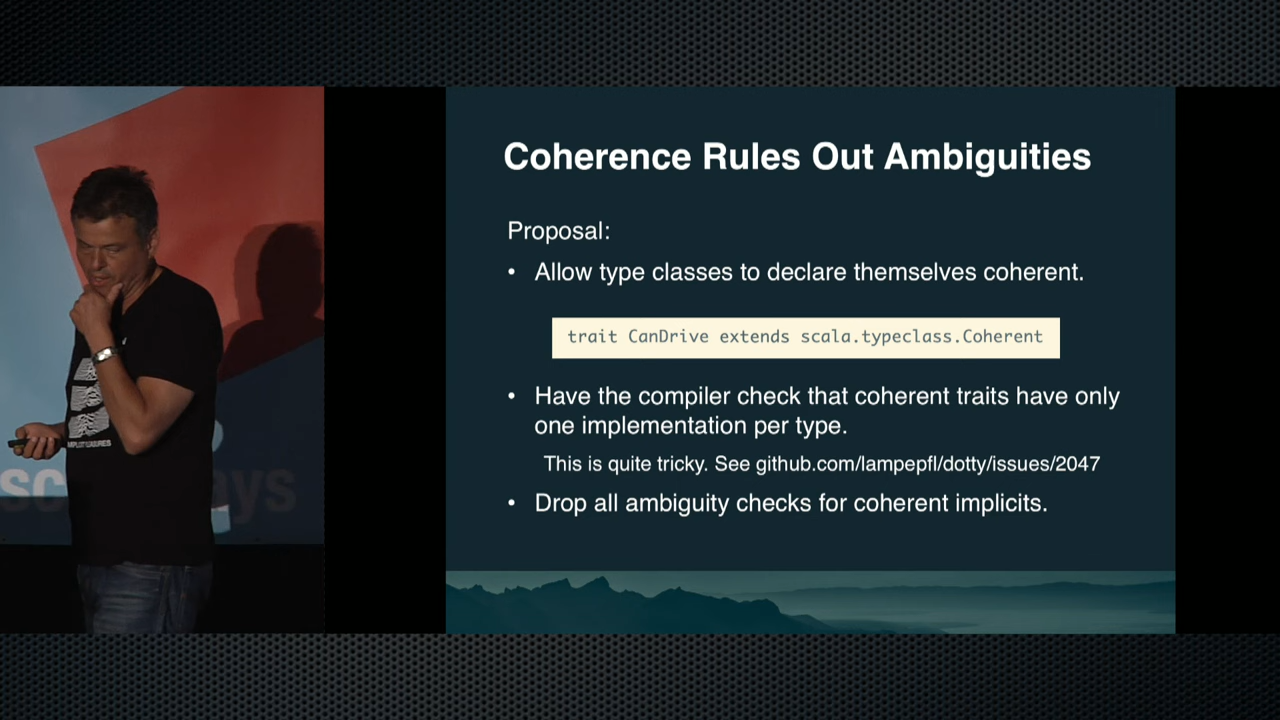 Coherence Rules Out Ambiguities
Proposal:
• Allow type classes to declare themselves coherent.
trait CanDrive extends scala.typeclass.Coherent
• Have the compiler check that coherent traits have only
one implementation per type.
This is quite tricky. See github.com/lampepfl/dotty/issues/2047
• Drop all ambiguity checks for coherent implicits.